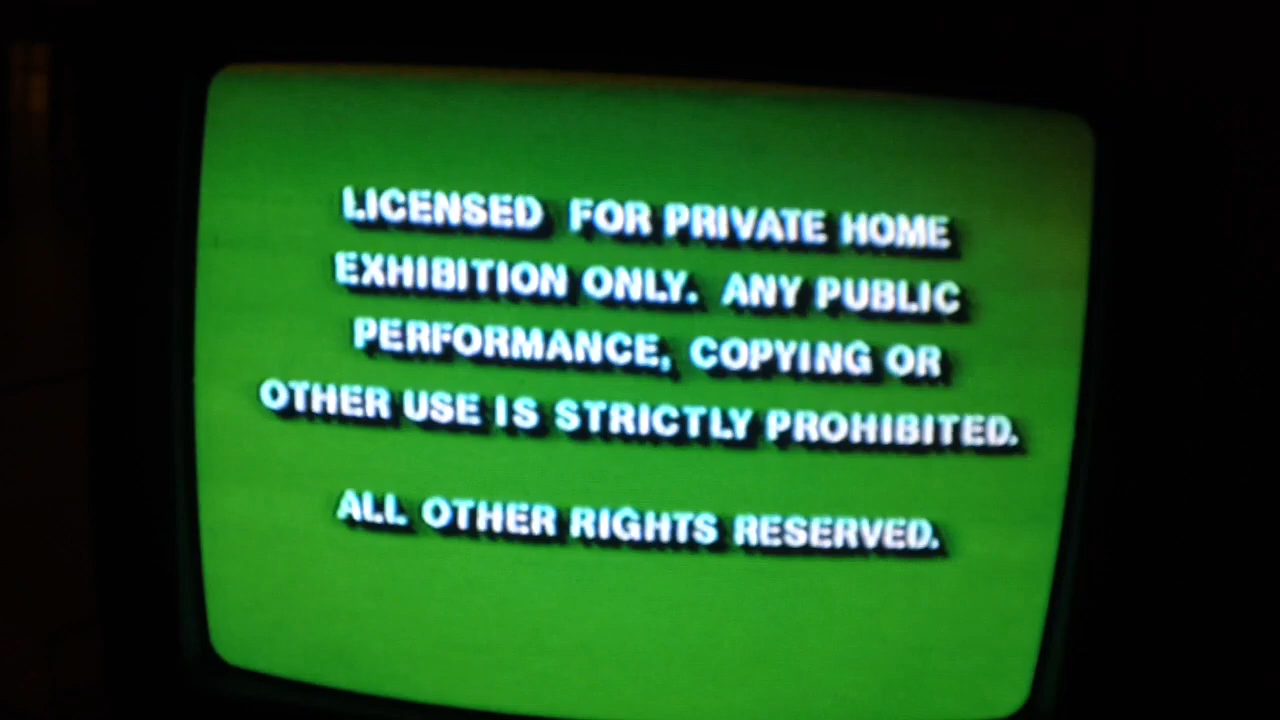 LICENSED FOR PRIVATE HOME
EXHIBITION ONLY. ANY PUBLIC
PERFORMANCE, COPYING OR
OTHER USE IS STRICTLY PROHIBITED.
ALL OTHER RIGHTS RESERVED.